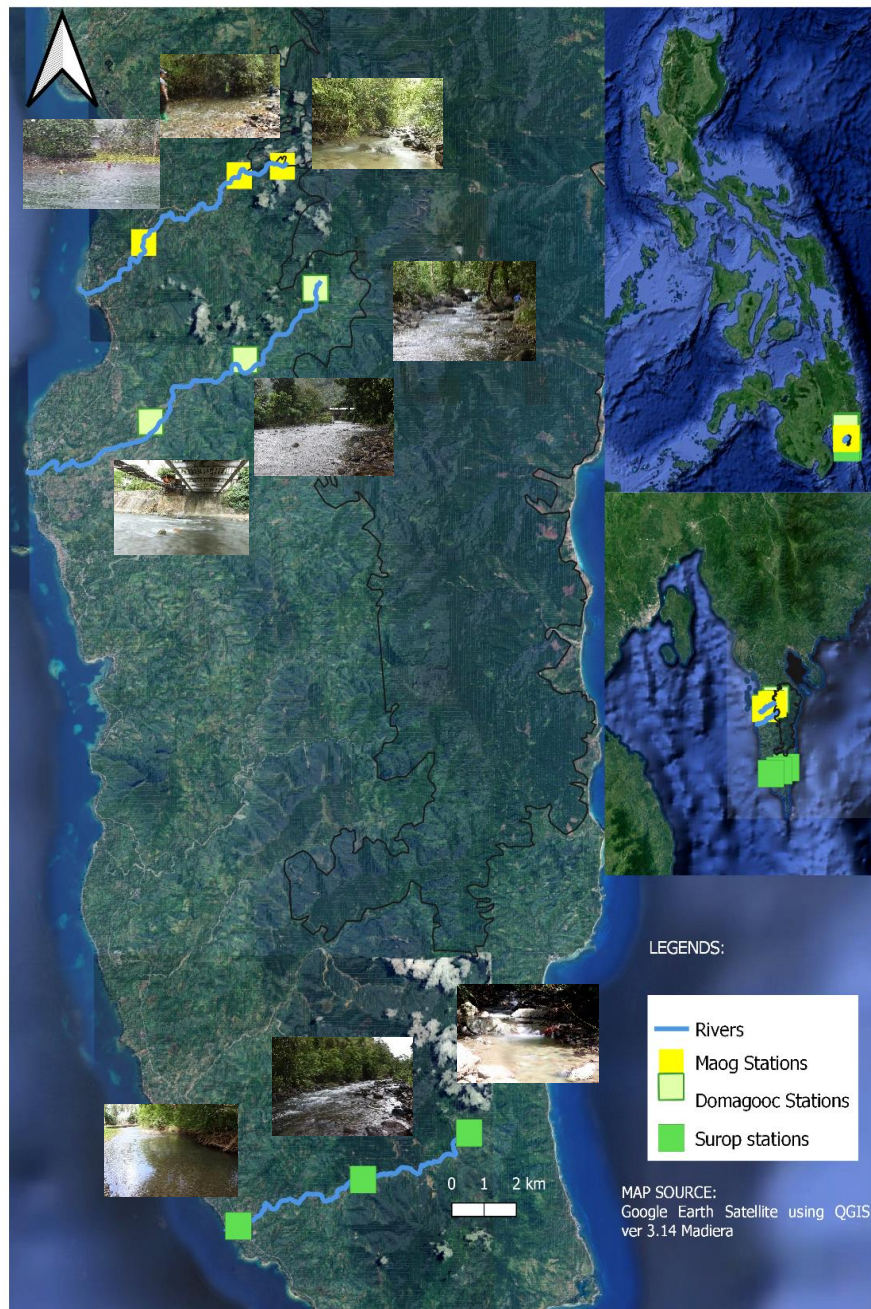 LEGENDS:
Rivers
Maog Stations
Domagooc Stations
Surop stations
0 1 2 km
MAP SOURCE:
Google Earth Satellite using QGIS
ver 3.14 Madiera